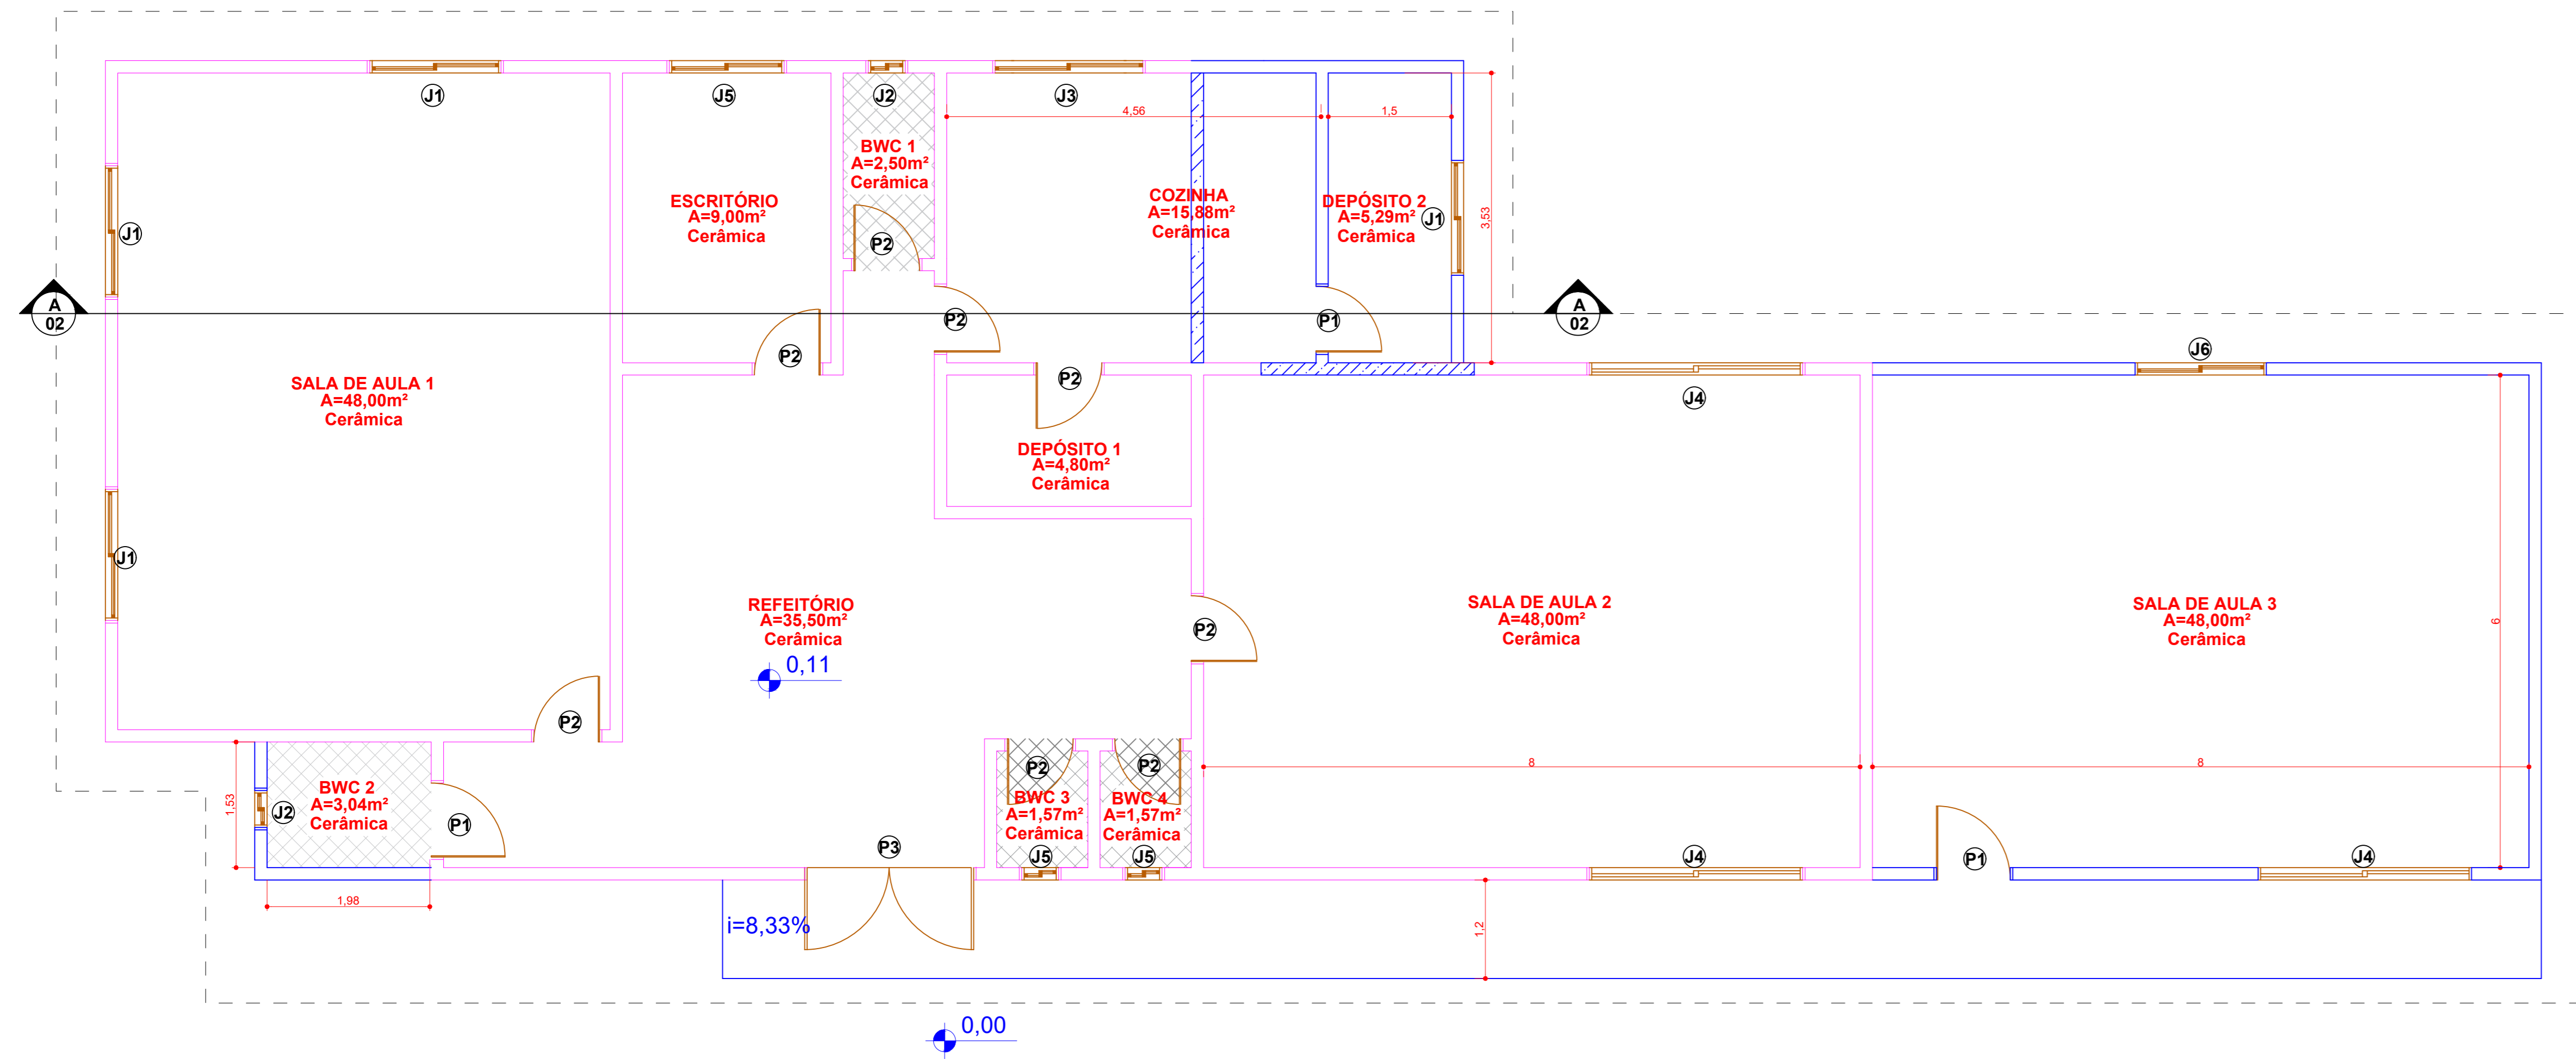 J1
J5
J2
J3
4,56
1,5
BWC 1
A=2,50m²
Cerâmica
ESCRITÓRIO
A=9,00m²
Cerâmica
COZINHA
A=15,88m²
Cerâmica
DEPÓSITO 2
A=5,29m²
Cerâmica
J1
3,53
J1
P2
A
02
P2
P1
A
02
P2
P2
J6
SALA DE AULA 1
A=48,00m²
Cerâmica
J4
DEPÓSITO 1
A=4,80m²
Cerâmica
J1
REFEITÓRIO
A=35,50m²
Cerâmica
P2
SALA DE AULA 2
A=48,00m²
Cerâmica
SALA DE AULA 3
A=48,00m²
Cerâmica
6
0,11
P2
P2
P2
8
8
BWC 2
A=3,04m²
Cerâmica
1,53
J2
P1
BWC 3
A=1,57m²
Cerâmica
BWC 4
A=1,57m²
Cerâmica
P3
J5
J5
J4
P1
J4
1,98
i=8,33%
1,2
0,00